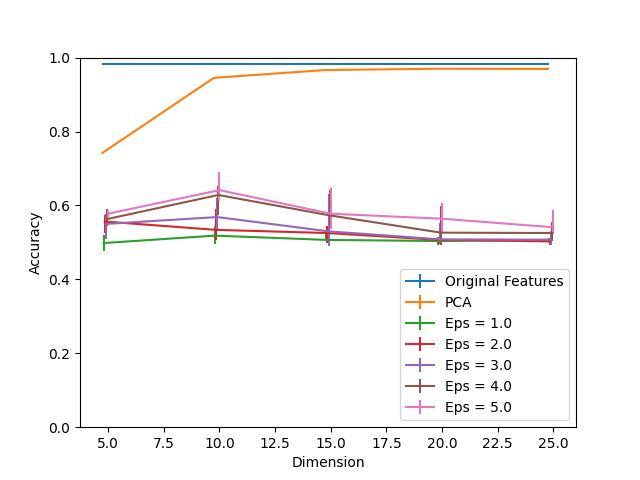 1.0
0.8
0.6
0.4
0.2
0.0
Accuracy
Original Features
PCA
Eps = 1.0
Eps = 2.0
Eps = 3.0
Eps = 4.0
Eps = 5.0
5.0 7.5 10.0 12.5 15.0 17.5 20.0 22.5 25.0
Dimension